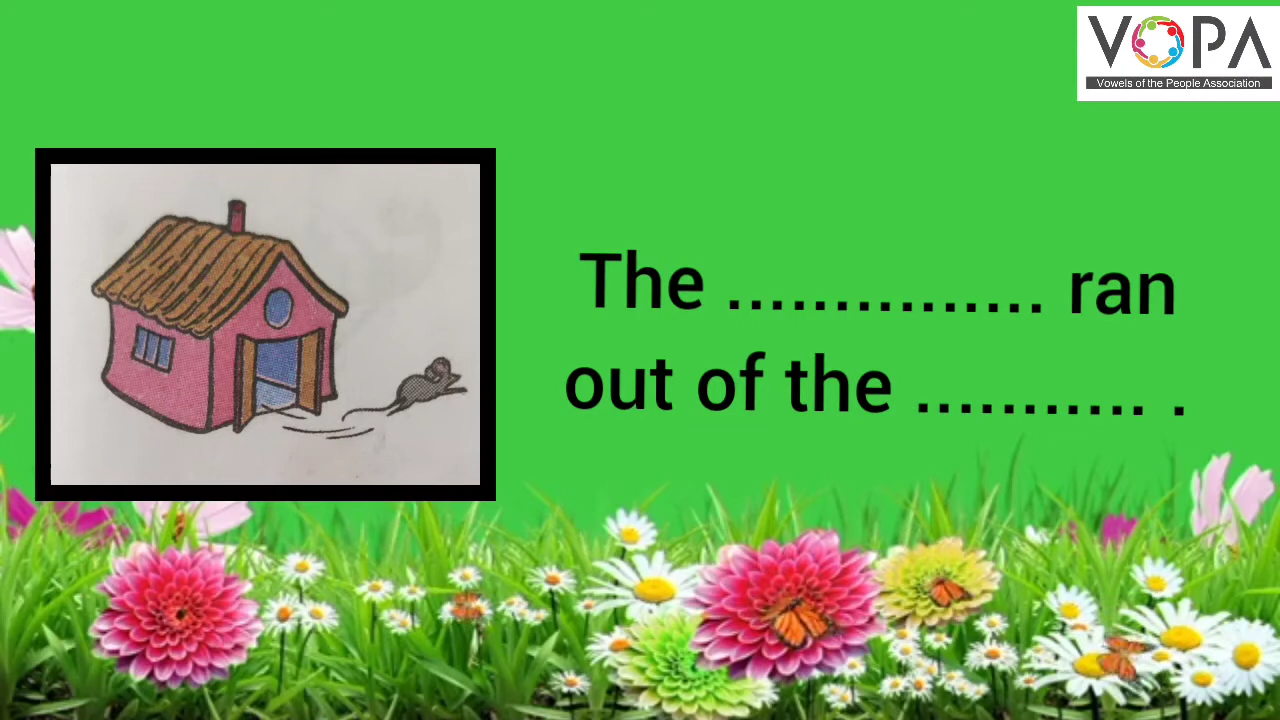 VOPA
Vowels of the People Association
The ............... ran
out of the ........... .